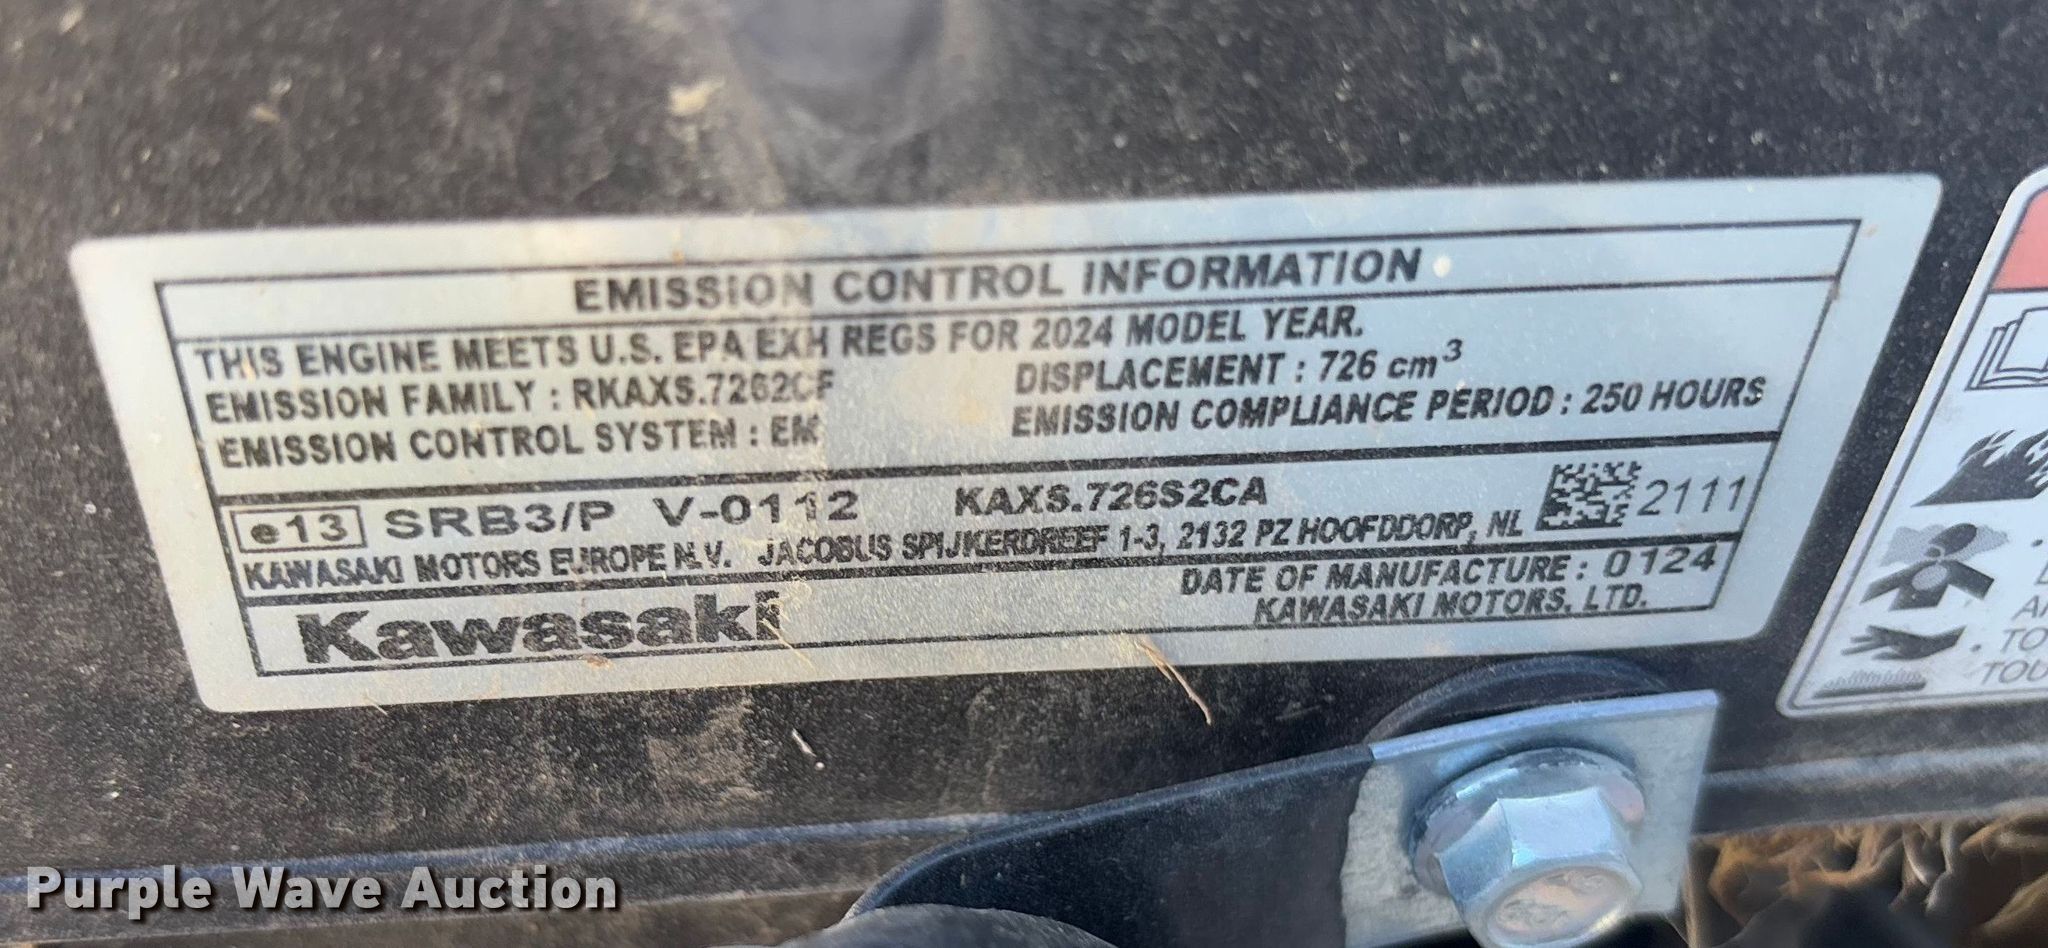 EMISSION CONTROL INFORMATION
THIS ENGINE MEETS U.S. EPA EXH REGS FOR 2024 MODEL YEAR.
EMISSION FAMILY : RKAXS.7262CF DISPLACEMENT : 726 cm³
EMISSION CONTROL SYSTEM : EM EMISSION COMPLIANCE PERIOD : 250 HOURS
e13 SRB3/P V-0112 KAXS.726S2CA 2111
KAWASAKI MOTORS EUROPE N.V. JACOBUS SPIJKERDREEF 1-3, 2132 PZ HOOFDDORP, NL
DATE OF MANUFACTURE : 0124
Kawasaki KAWASAKI MOTORS, LTD.
TOU
Purple Wave Auction